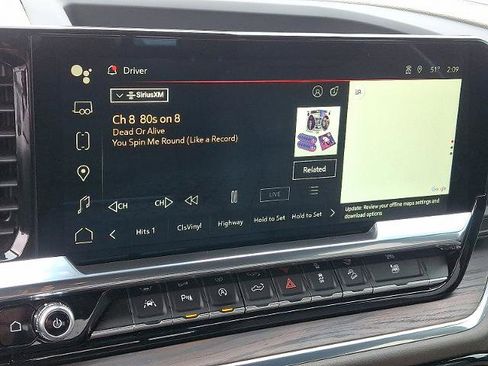 Driver
51° 2:09
SiriusXM
Ch 8 80s on 8
Dead or Alive
You Spin Me Round (Like a Record)
Related
CH CH LIVE
Hits 1 ClsVinyl Highway Hold to Set Hold to Set
Google
Update: Review your offline maps settings and
download options